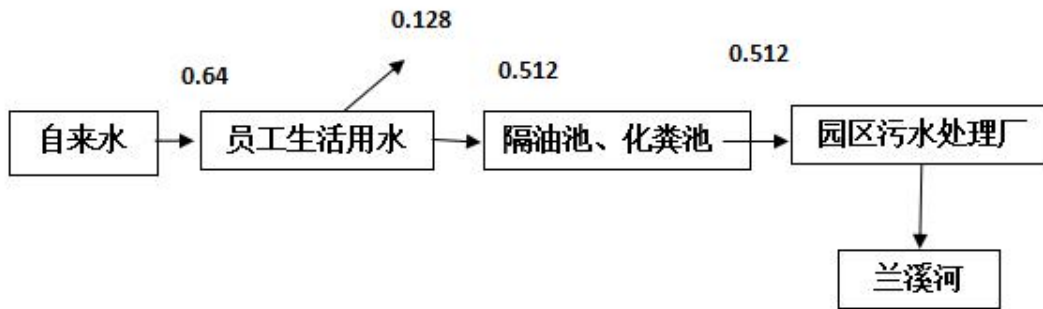 0.128
0.64
0.512
0.512
自来水
员工生活用水
隔油池、化粪池
园区污水处理厂
兰溪河